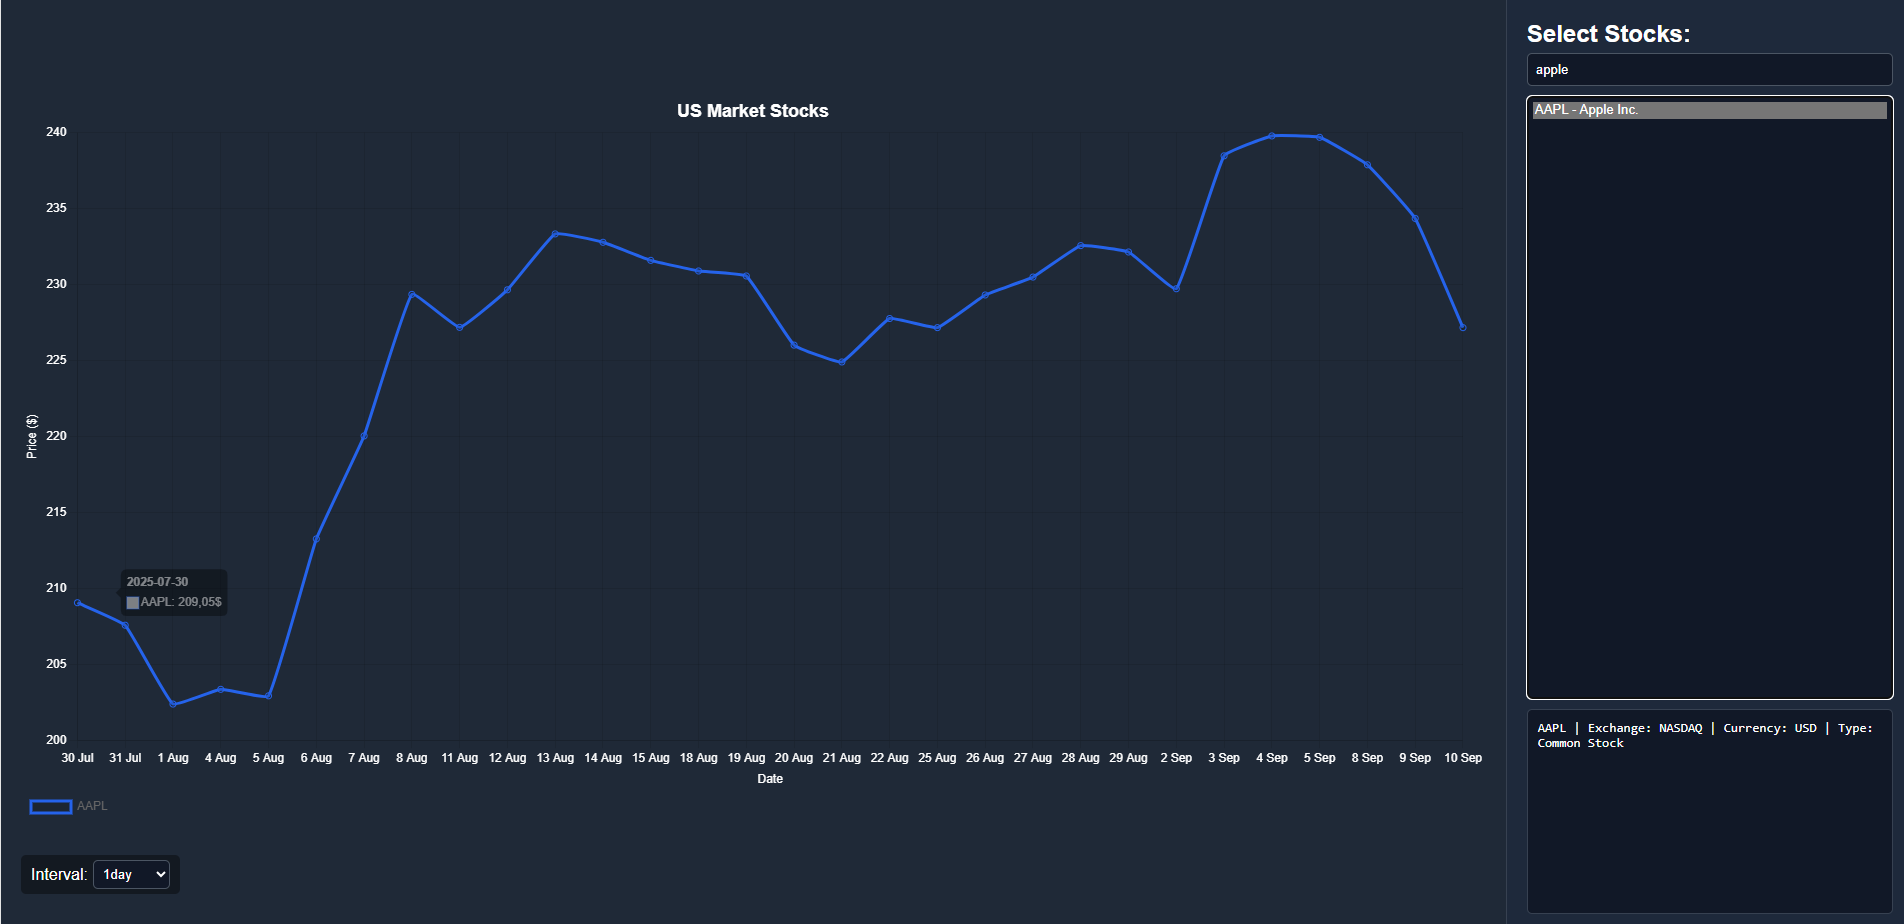 Select Stocks:
apple
AAPL - Apple Inc.
US Market Stocks
240
235
230
225
220
215
210
205
200
Price ($)
2025-07-30
AAPL: 209,05$
30 Jul 31 Jul 1 Aug 4 Aug 5 Aug 6 Aug 7 Aug 8 Aug 11 Aug 12 Aug 13 Aug 14 Aug 15 Aug 18 Aug 19 Aug 20 Aug 21 Aug 22 Aug 25 Aug 26 Aug 27 Aug 28 Aug 29 Aug 2 Sep 3 Sep 4 Sep 5 Sep 8 Sep 9 Sep 10 Sep
Date
AAPL
Interval: 1day
AAPL | Exchange: NASDAQ | Currency: USD | Type:
Common Stock